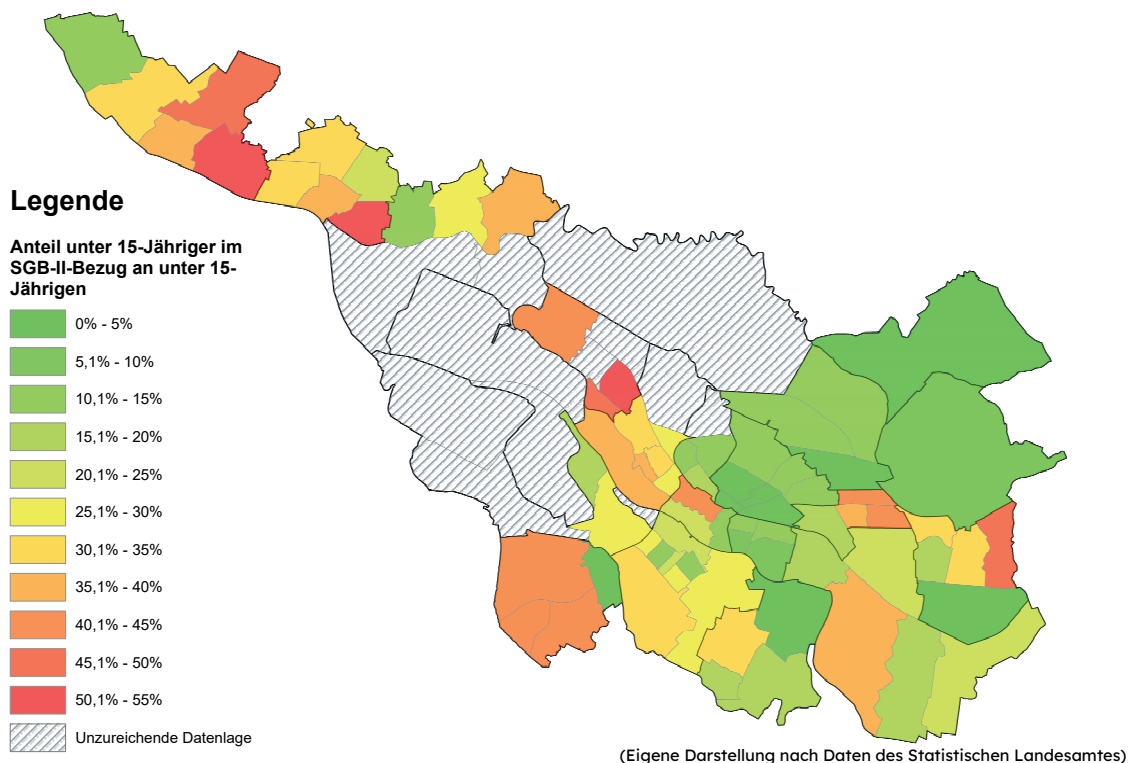 Legende
Anteil unter 15-Jähriger im
SGB-II-Bezug an unter 15-
Jährigen
0% - 5%
5,1% - 10%
10,1% - 15%
15,1% - 20%
20,1% - 25%
25,1% - 30%
30,1% - 35%
35,1% - 40%
40,1% - 45%
45,1% - 50%
50,1% - 55%
Unzureichende Datenlage
(Eigene Darstellung nach Daten des Statistischen Landesamtes)